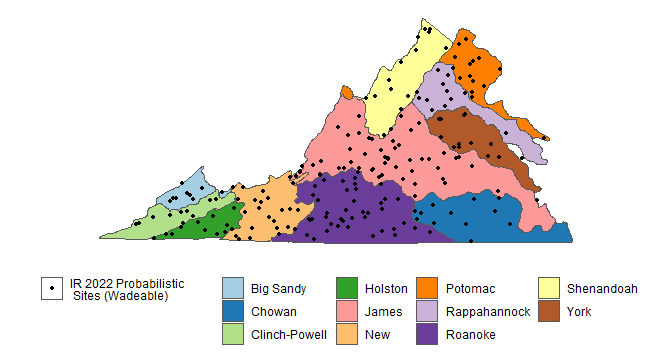 IR 2022 Probabilistic
Sites (Wadeable)
Big Sandy
Chowan
Clinch-Powell
Holston
James
New
Potomac
Rappahannock
Roanoke
Shenandoah
York